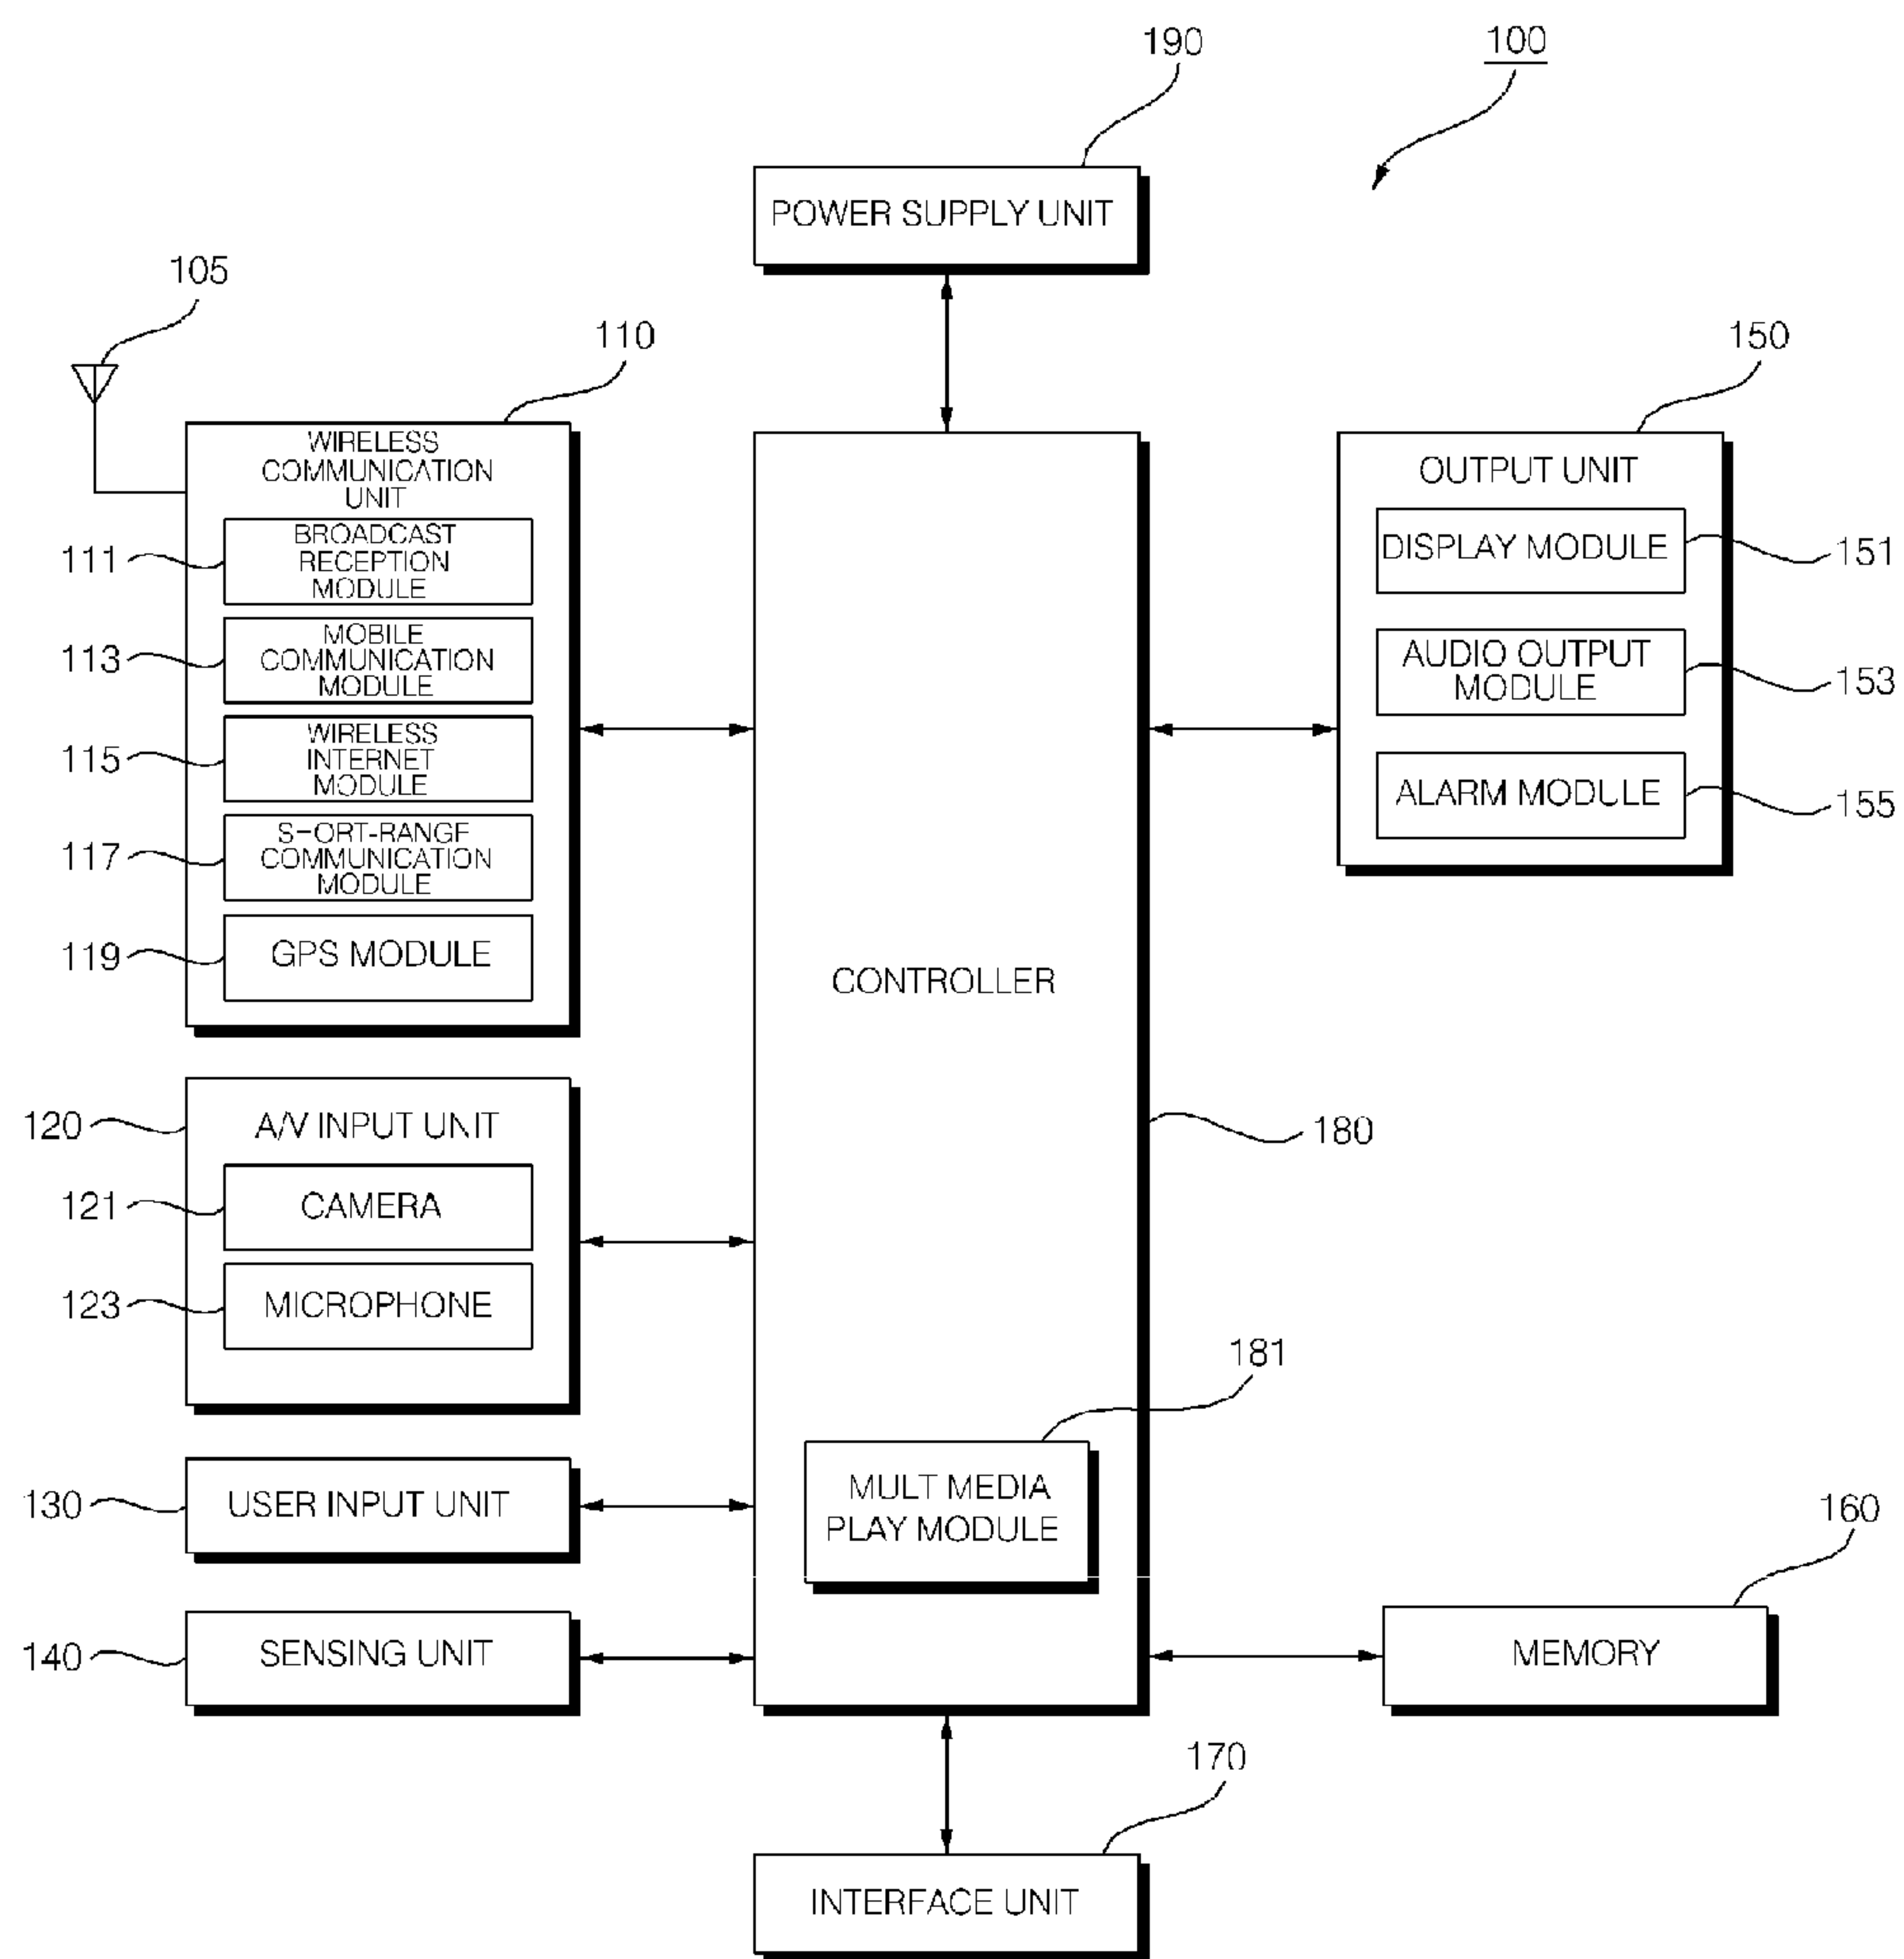 190
100
POWER SUPPLY UNIT
105
110
150
WIRELESS
COMMUNICATION
UNIT
BROADCAST
RECEPTION
MODULE
111
MOBILE
COMMUNICATION
MODULE
113
WIRELESS
INTERNET
MODULE
115
S-ORT-RANGE
COMMUNICATION
MODULE
117
GPS MODULE
119
OUTPUT UNIT
DISPLAY MODULE
151
AUDIO OUTPUT
MODULE
153
ALARM MODULE
155
CONTROLLER
180
120
A/V INPUT UNIT
121
CAMERA
123
MICROPHONE
181
MULT MEDIA
PLAY MODULE
130
USER INPUT UNIT
160
140
SENSING UNIT
MEMORY
170
INTERFACE UNIT